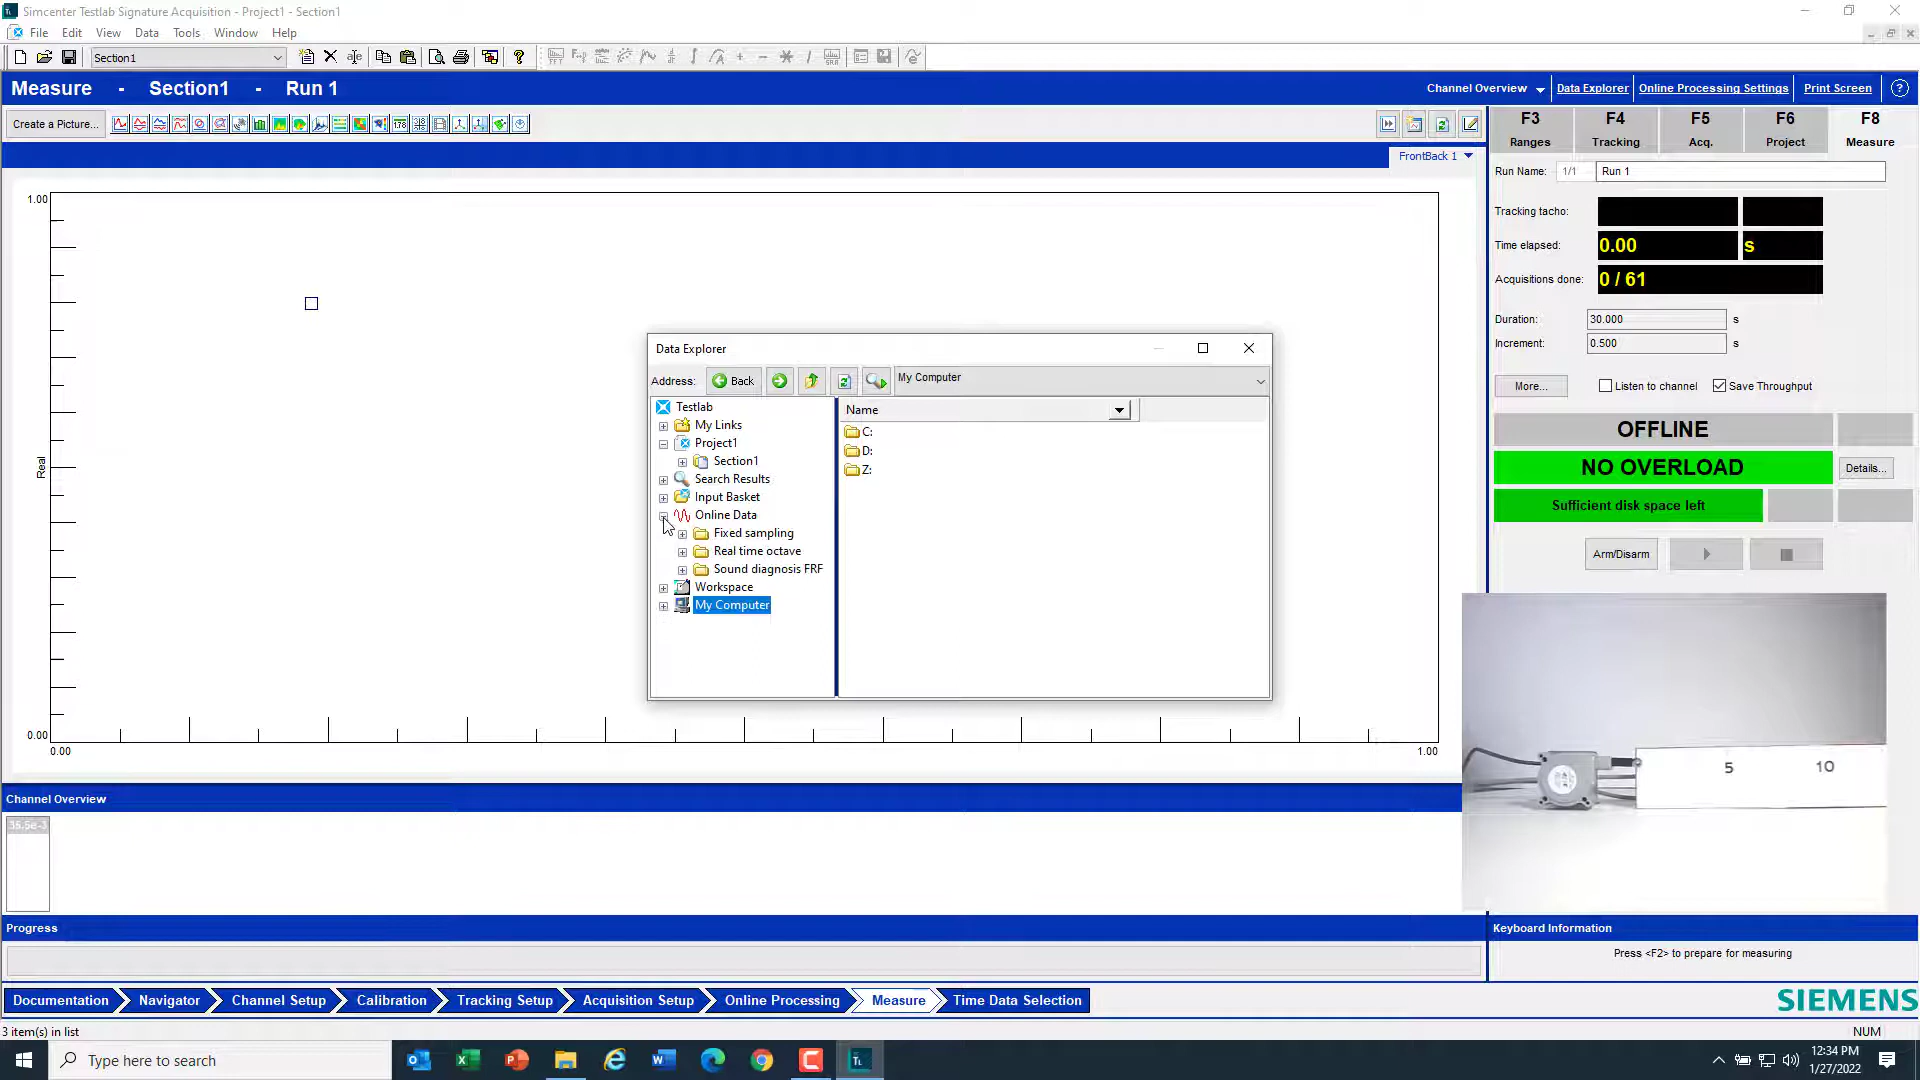 Simcenter Testlab Signature Acquisition - Project1 - Section1
File Edit View Data Tools Window Help
Section1
Measure - Section1 - Run 1
Channel Overview Data Explorer Online Processing Settings Print Screen
Create a Picture...
FrontBack 1
F3 F4 F5 F6 F8
Ranges Tracking Acq. Project Measure
Run Name: 1/1 Run 1
Tracking tacho:
Time elapsed: 0.00 s
Acquisitions done: 0 / 61
Duration: 30.000 s
Increment: 0.500 s
More... Listen to channel Save Throughput
OFFLINE
NO OVERLOAD Details...
Sufficient disk space left
Arm/Disarm
1.00
Real
0.00
0.00 1.00
Data Explorer
Address: Back My Computer
Testlab
My Links
Project1
Section1
Search Results
Input Basket
Online Data
Fixed sampling
Real time octave
Sound diagnosis FRF
Workspace
My Computer
Name
C:
D:
Z:
5 10
Channel Overview
35.5e-3
Progress
Keyboard Information
Press <F2> to prepare for measuring
Documentation Navigator Channel Setup Calibration Tracking Setup Acquisition Setup Online Processing Measure Time Data Selection
SIEMENS
3 item(s) in list NUM
Type here to search
12:34 PM
1/27/2022